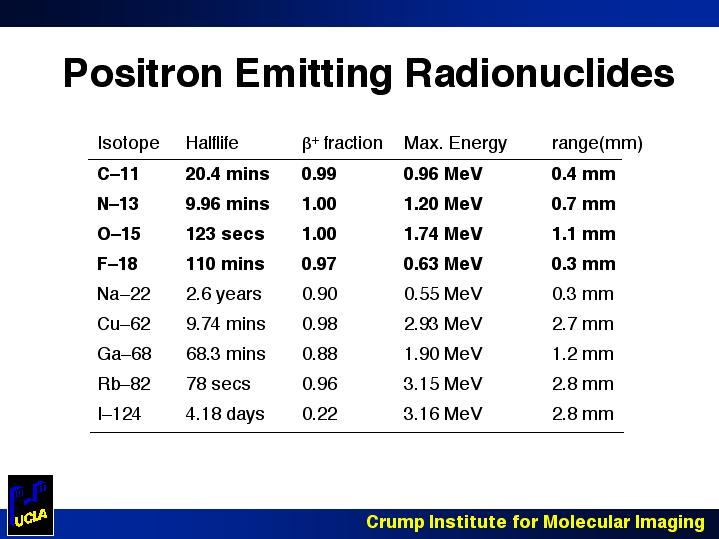 Positron Emitting Radionuclides
Isotope Halflife β+ fraction Max. Energy range(mm)
C–11 20.4 mins 0.99 0.96 MeV 0.4 mm
N–13 9.96 mins 1.00 1.20 MeV 0.7 mm
O–15 123 secs 1.00 1.74 MeV 1.1 mm
F–18 110 mins 0.97 0.63 MeV 0.3 mm
Na–22 2.6 years 0.90 0.55 MeV 0.3 mm
Cu–62 9.74 mins 0.98 2.93 MeV 2.7 mm
Ga–68 68.3 mins 0.88 1.90 MeV 1.2 mm
Rb–82 78 secs 0.96 3.15 MeV 2.8 mm
I–124 4.18 days 0.22 3.16 MeV 2.8 mm
UCLA
Crump Institute for Molecular Imaging